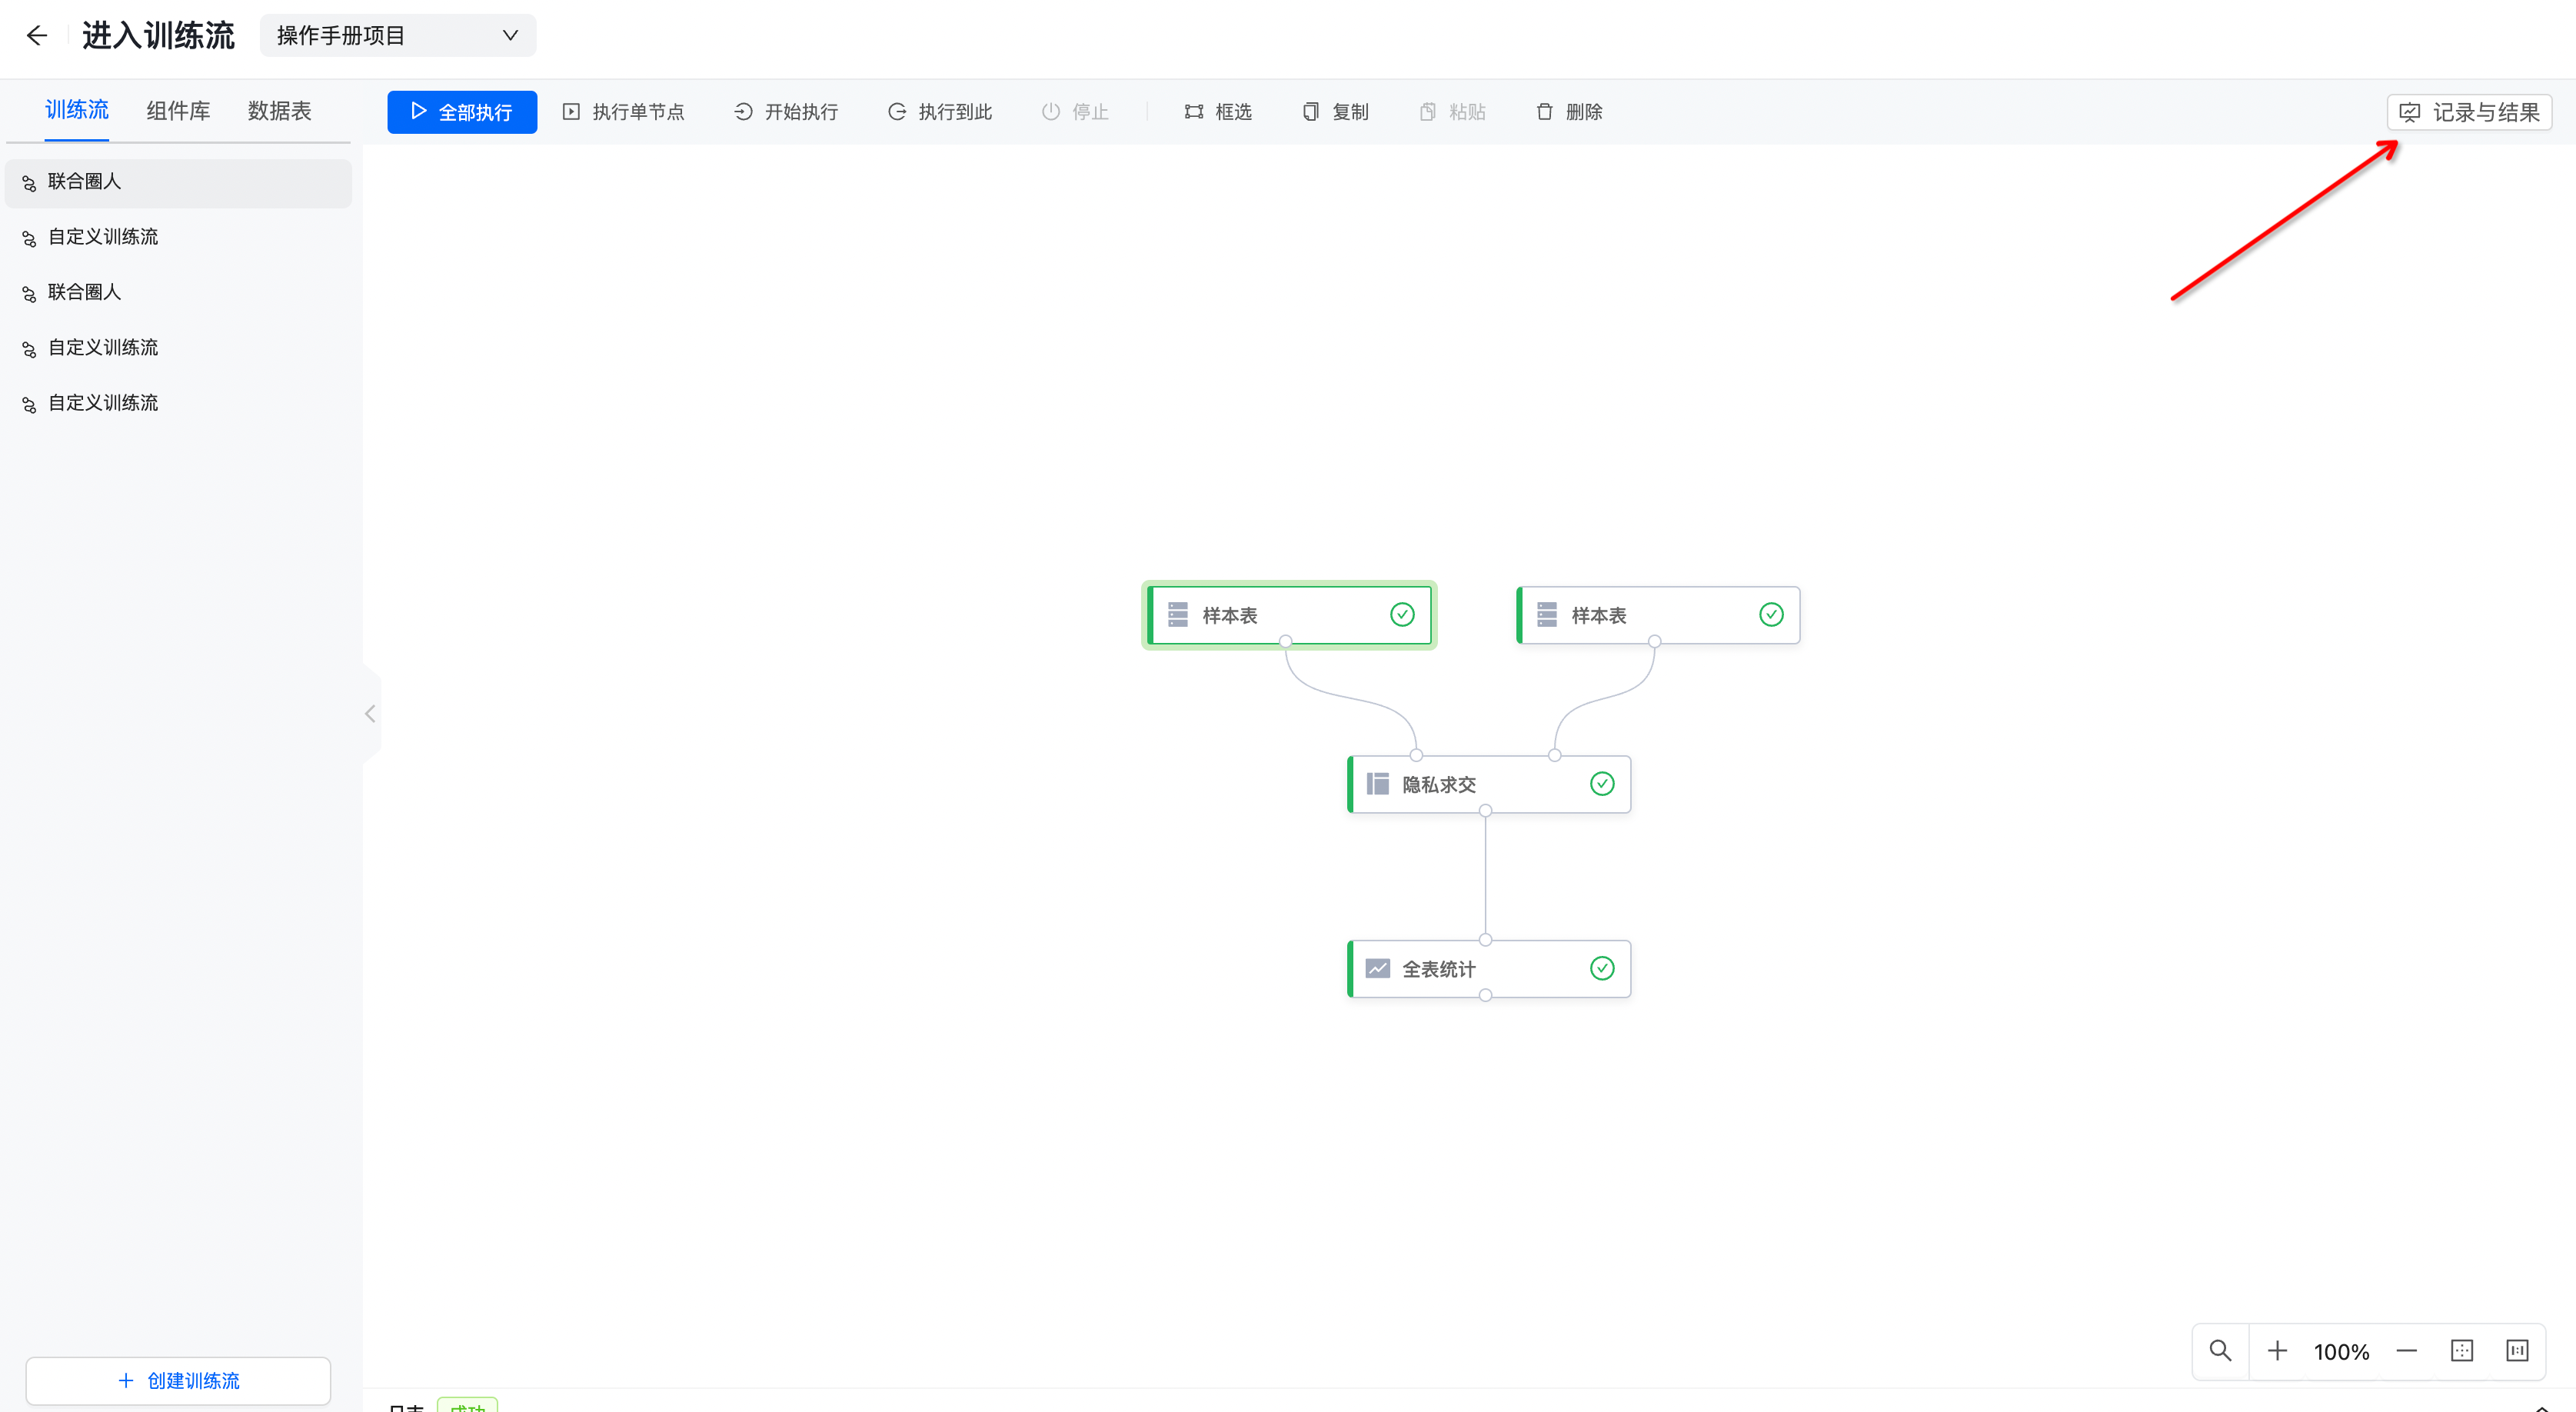 进入训练流
操作手册项目
训练流 组件库 数据表
全部执行 执行单节点 开始执行 执行到此 停止 框选 复制 粘贴 删除 记录与结果
联合圈人
自定义训练流
联合圈人
自定义训练流
自定义训练流
样本表
样本表
隐私求交
全表统计
100%
创建训练流
成功